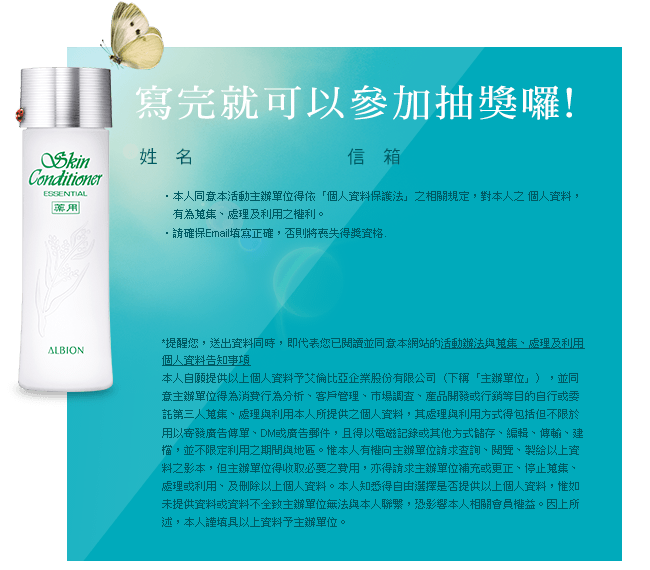 寫完就可以參加抽獎囉!
姓 名
信 箱
Skin
Conditioner
ESSENTIAL
薬用
ALBION
・本人同意本活動主辦單位得依「個人資料保護法」之相關規定，對本人之 個人資料，
有為蒐集、處理及利用之權利。
・請確保Email填寫正確，否則將喪失得獎資格.
*提醒您，送出資料同時，即代表您已閱讀並同意本網站的活動辦法與蒐集、處理及利用
個人資料告知事項
本人自願提供以上個人資料予艾倫比亞企業股份有限公司（下稱「主辦單位」），並同
意主辦單位得為消費行為分析、客戶管理、市場調查、產品開發或行銷等目的自行或委
託第三人蒐集、處理與利用本人所提供之個人資料，其處理與利用方式得包括但不限於
用以寄發廣告傳單、DM或廣告郵件，且得以電磁記錄或其他方式儲存、編輯、傳輸、建
檔，並不限定利用之期間與地區。惟本人有權向主辦單位請求查詢、閱覽、製給以上資
料之影本，但主辦單位得收取必要之費用，亦得請求主辦單位補充或更正、停止蒐集、
處理或利用、及刪除以上個人資料。本人知悉得自由選擇是否提供以上個人資料，惟如
未提供資料或資料不全致主辦單位無法與本人聯繫，恐影響本人相關會員權益。因上所
述，本人謹填具以上資料予主辦單位。